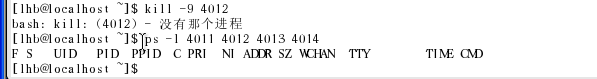 [lhb@localhost ~]$ kill -9 4012
bash: kill: (4012) - 没有那个进程
[lhb@localhost ~]$ ps -l 4011 4012 4013 4014
F S   UID   PID  PPID  C PRI  NI ADDR SZ WCHAN  TTY        TIME CMD
[lhb@localhost ~]$